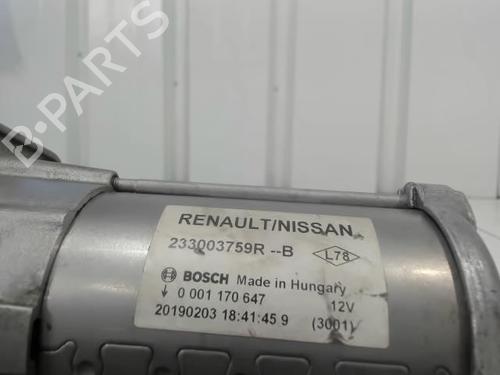 B-PARTS
RENAULT/NISSAN
233003759R --B
L78
BOSCH Made in Hungary
0 001 170 647 12V
20190203 18:41:45 9 (3001)